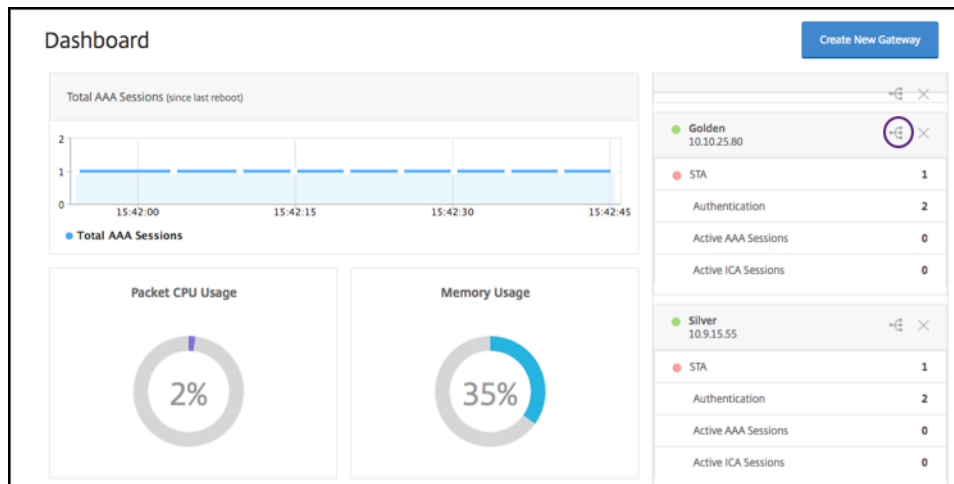 Dashboard
Create New Gateway
Total AAA Sessions (since last reboot)
2
1
0
15:42:00 15:42:15 15:42:30 15:42:45
Total AAA Sessions
Packet CPU Usage
2%
Memory Usage
35%
Golden
10.10.25.80
STA 1
Authentication 2
Active AAA Sessions 0
Active ICA Sessions 0
Silver
10.9.15.55
STA 1
Authentication 2
Active AAA Sessions 0
Active ICA Sessions 0